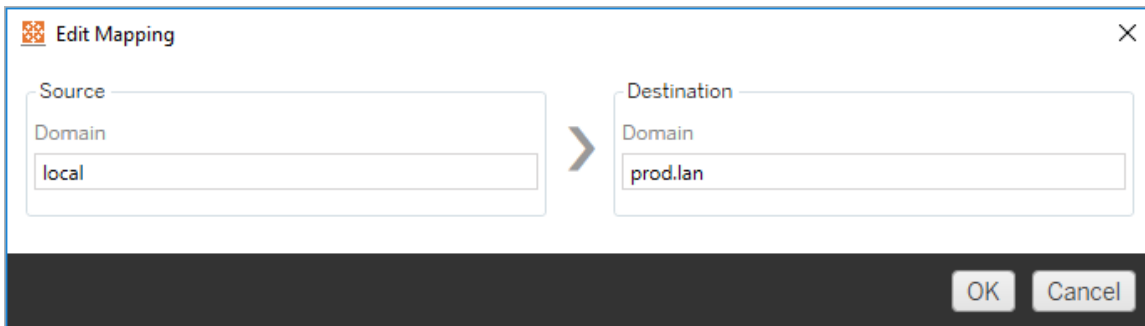 Edit Mapping
Source
Domain
local
Destination
Domain
prod.lan
OK
Cancel